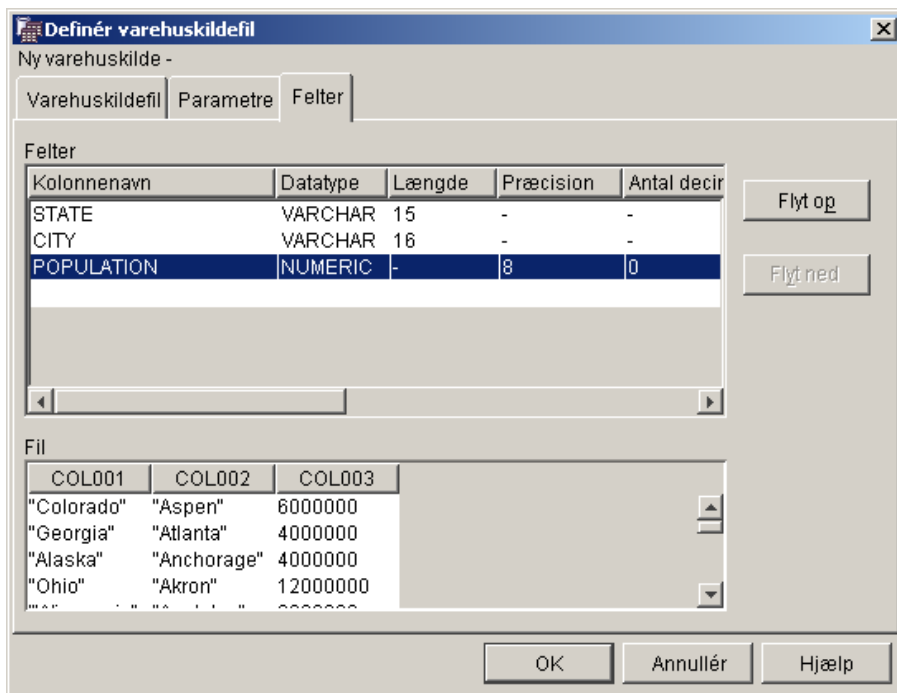 Definér varehuskildefil
Ny varehuskilde -
Varehuskildefil Parametre Felter
Felter
Kolonnenavn Datatype Længde Præcision Antal decir
STATE VARCHAR 15 - -
CITY VARCHAR 16 - -
POPULATION NUMERIC - 8 0
Flyt op
Flyt ned
Fil
COL001 COL002 COL003
"Colorado" "Aspen" 6000000
"Georgia" "Atlanta" 4000000
"Alaska" "Anchorage" 4000000
"Ohio" "Akron" 12000000
OK Annullér Hjælp